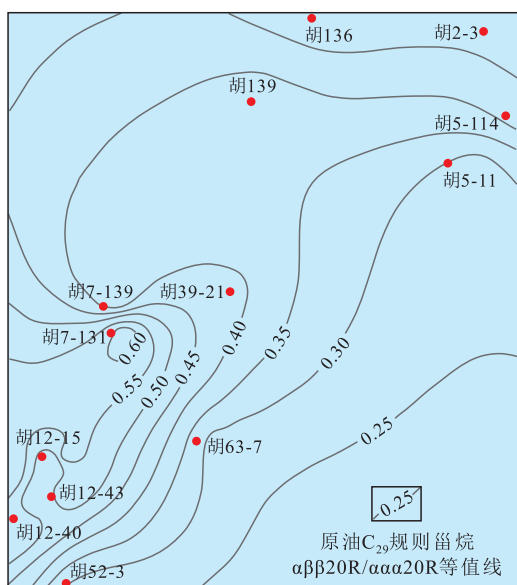 胡136
胡2-3
胡139
胡5-114
胡5-11
胡7-139
胡39-21
胡7-131
0.60
0.55
0.50
0.45
0.40
0.35
0.30
0.25
胡12-15
胡63-7
胡12-43
胡12-40
胡52-3
0.25
原油C₂₉规则甾烷
αββ20R/ααα20R等值线